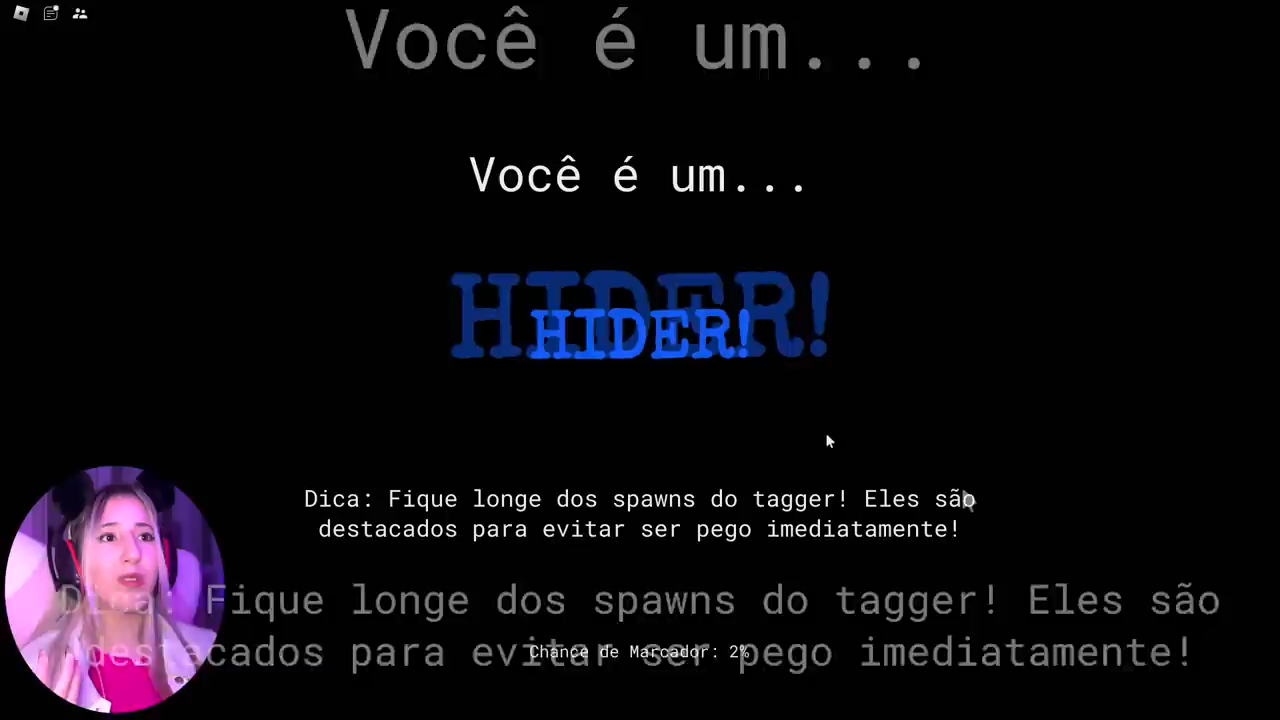 Você é um...
Você é um...
HIDER!
HIDER!
Dica: Fique longe dos spawns do tagger! Eles são
destacados para evitar ser pego imediatamente!
Dica: Fique longe dos spawns do tagger! Eles são
destacados para evitar ser pego imediatamente!
Chance de Marcador: 2%